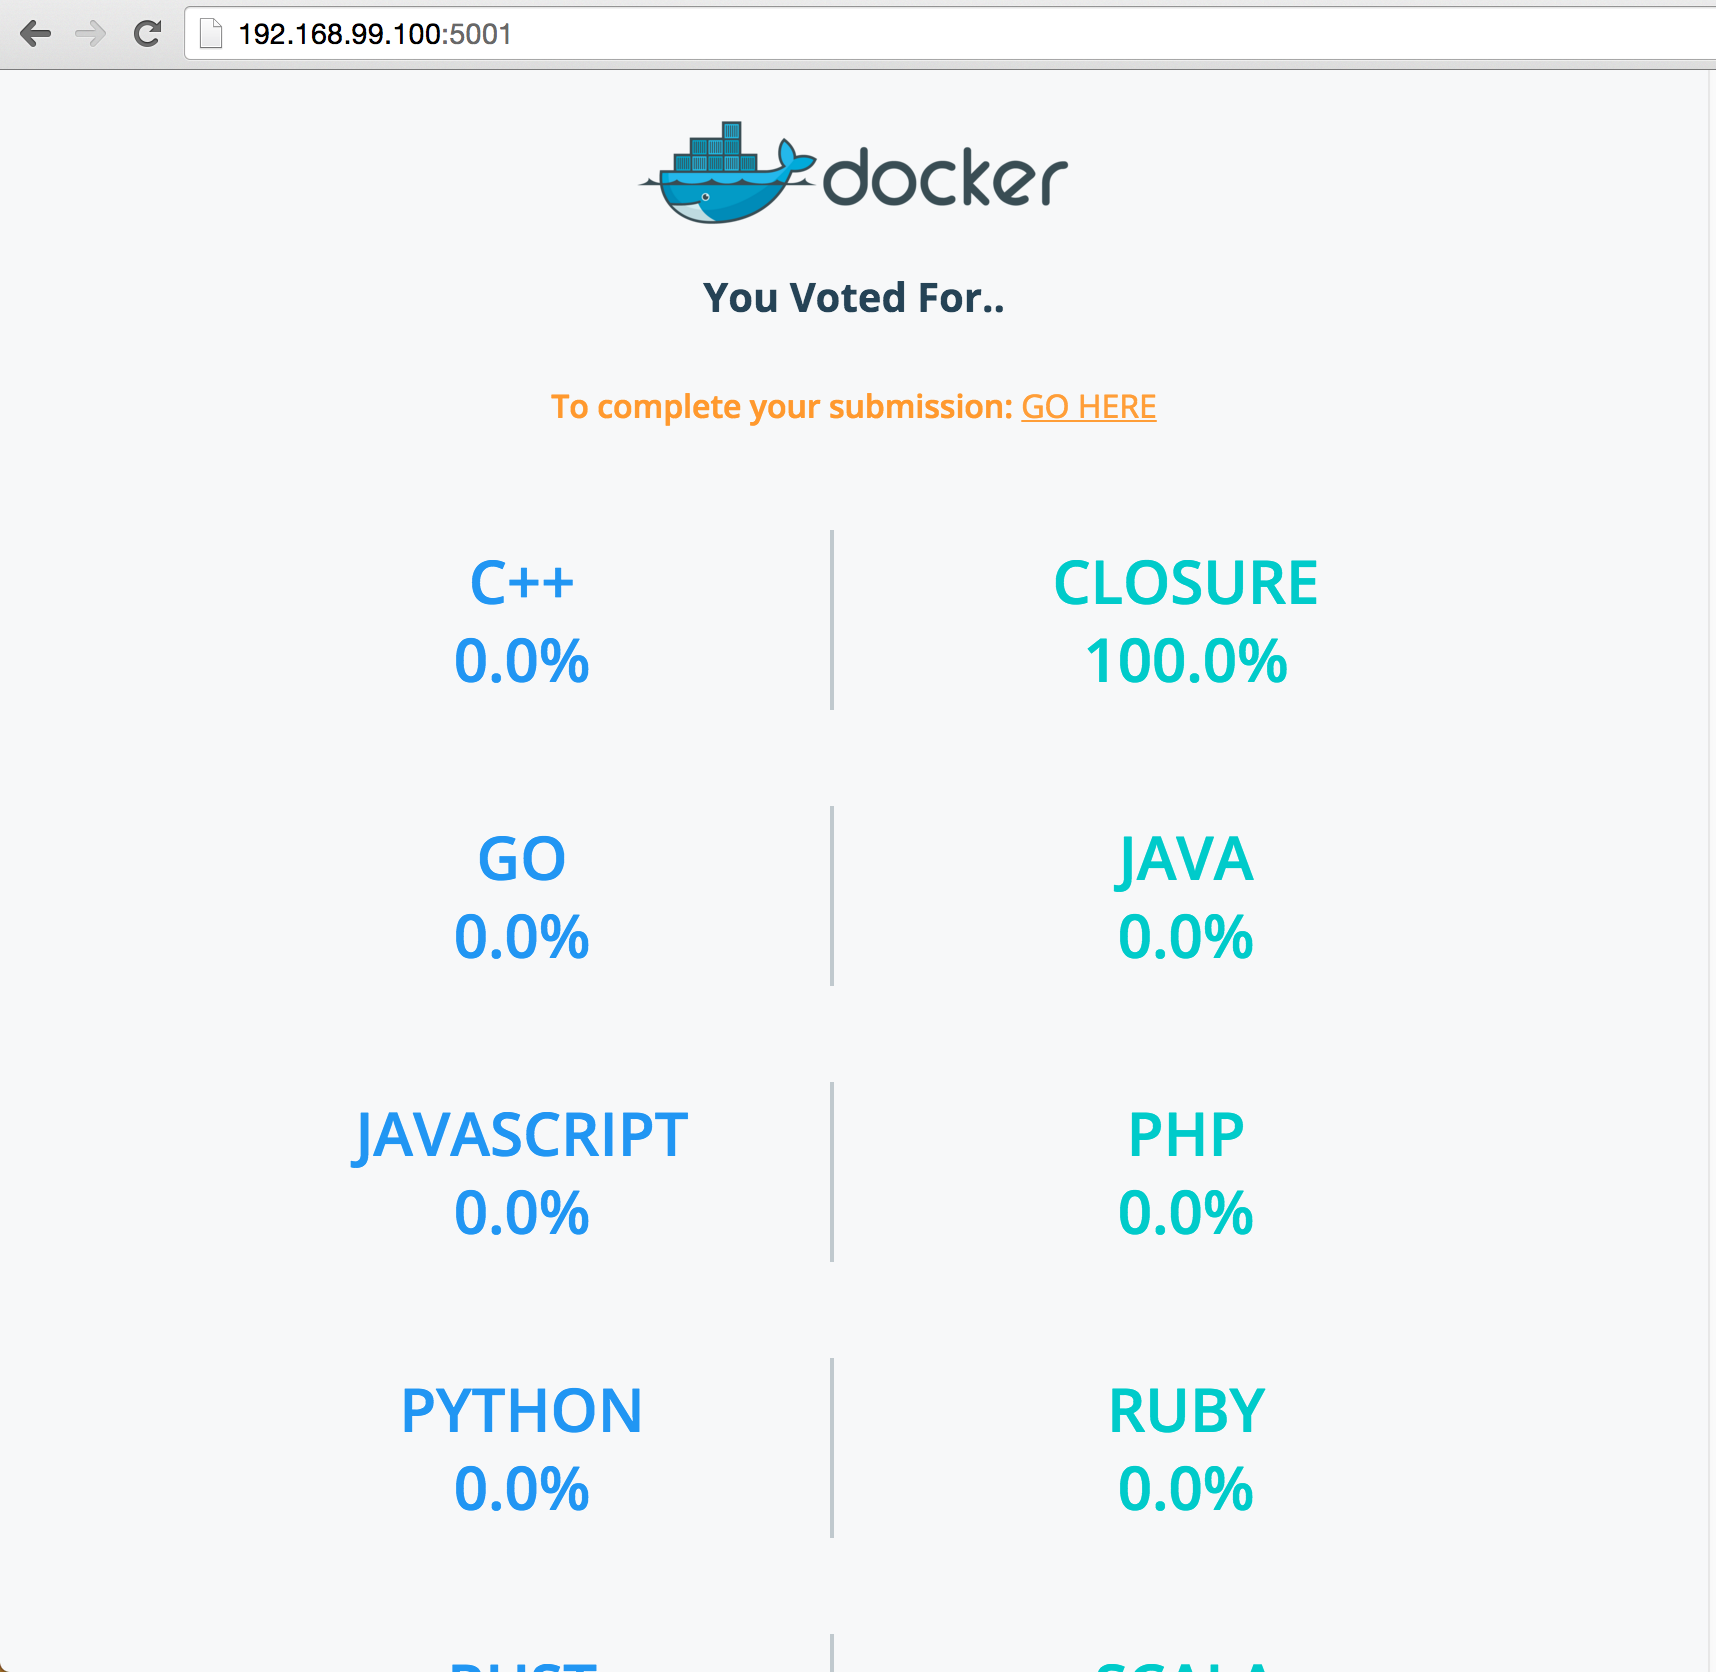 192.168.99.100:5001
docker
You Voted For..
To complete your submission: GO HERE
C++
0.0%
CLOSURE
100.0%
GO
0.0%
JAVA
0.0%
JAVASCRIPT
0.0%
PHP
0.0%
PYTHON
0.0%
RUBY
0.0%
RUST
SCALA